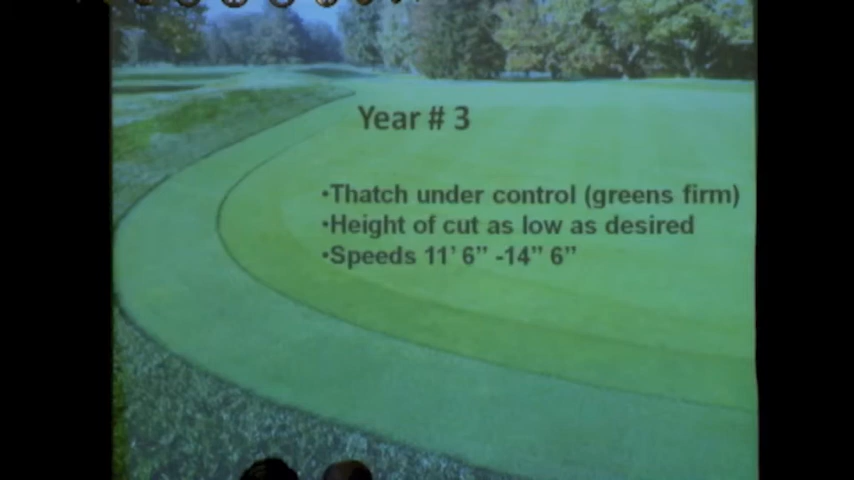 Year # 3
•Thatch under control (greens firm)
•Height of cut as low as desired
•Speeds 11’ 6” -14” 6”